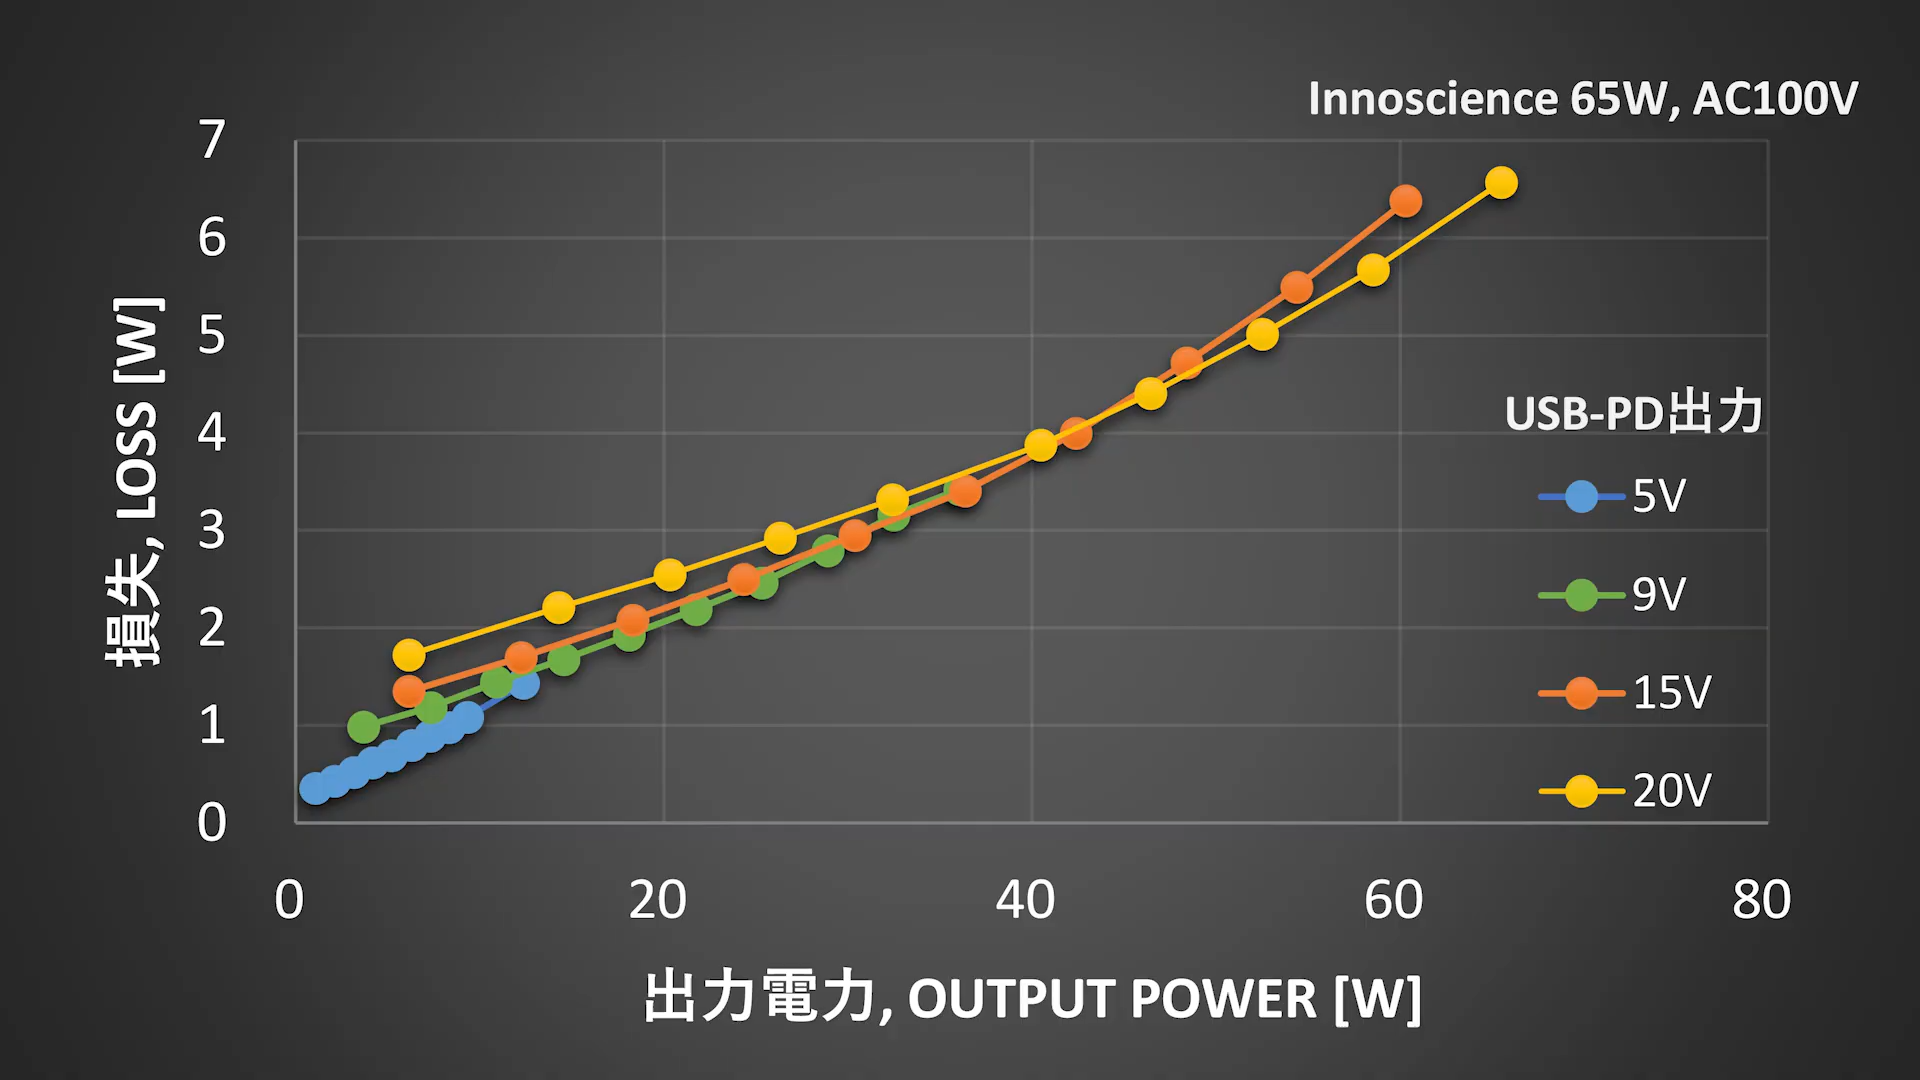 Innoscience 65W, AC100V
7
6
5
4
3
2
1
0
損失, LOSS [W]
0 20 40 60 80
出力電力, OUTPUT POWER [W]
USB-PD出力
5V
9V
15V
20V